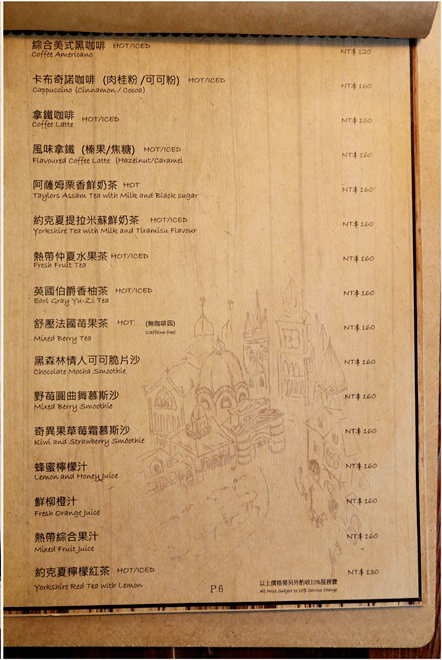 綜合美式黑咖啡 HOT/ICED NT$ 120
Coffee Americano
卡布奇諾咖啡 (肉桂粉 /可可粉) HOT/ICED NT$ 160
Cappuccino (Cinnamon / Cocoa)
拿鐵咖啡 HOT/ICED NT$ 160
Coffee Latte
風味拿鐵 (榛果/焦糖) HOT/ICED NT$ 160
Flavoured Coffee Latte (Hazelnut/Caramel
阿薩姆栗香鮮奶茶 HOT NT$ 160
Taylors Assam Tea with Milk and Black sugar
約克夏提拉米蘇鮮奶茶 HOT/ICED NT$ 160
Yorkshire Tea with Milk and Tiramisu Flavour
熱帶仲夏水果茶 HOT/ICED NT$ 160
Fresh Fruit Tea
英國伯爵香柚茶 HOT/ICED NT$ 160
Earl Gray Yu-Zi Tea
舒壓法國莓果茶 HOT (無咖啡因) NT$ 160
Mixed Berry Tea (Caffeine free)
黑森林情人可可脆片沙 NT$ 160
Chocolate Mocha Smoothie
野莓圓曲舞慕斯沙 NT$ 160
Mixed Berry Smoothie
奇異果草莓霜慕斯沙 NT$ 160
Kiwi and Strawberry Smoothie
蜂蜜檸檬汁 NT$ 160
Lemon and Honey Juice
鮮柳橙汁 NT$ 160
Fresh Orange Juice
熱帶綜合果汁 NT$ 160
Mixed Fruit Juice
約克夏檸檬紅茶 HOT/ICED NT$ 130
Yorkshire Red Tea with Lemon
P.6
以上價格需另外酌收10%服務費
All Price Subject to 10% Service Charge